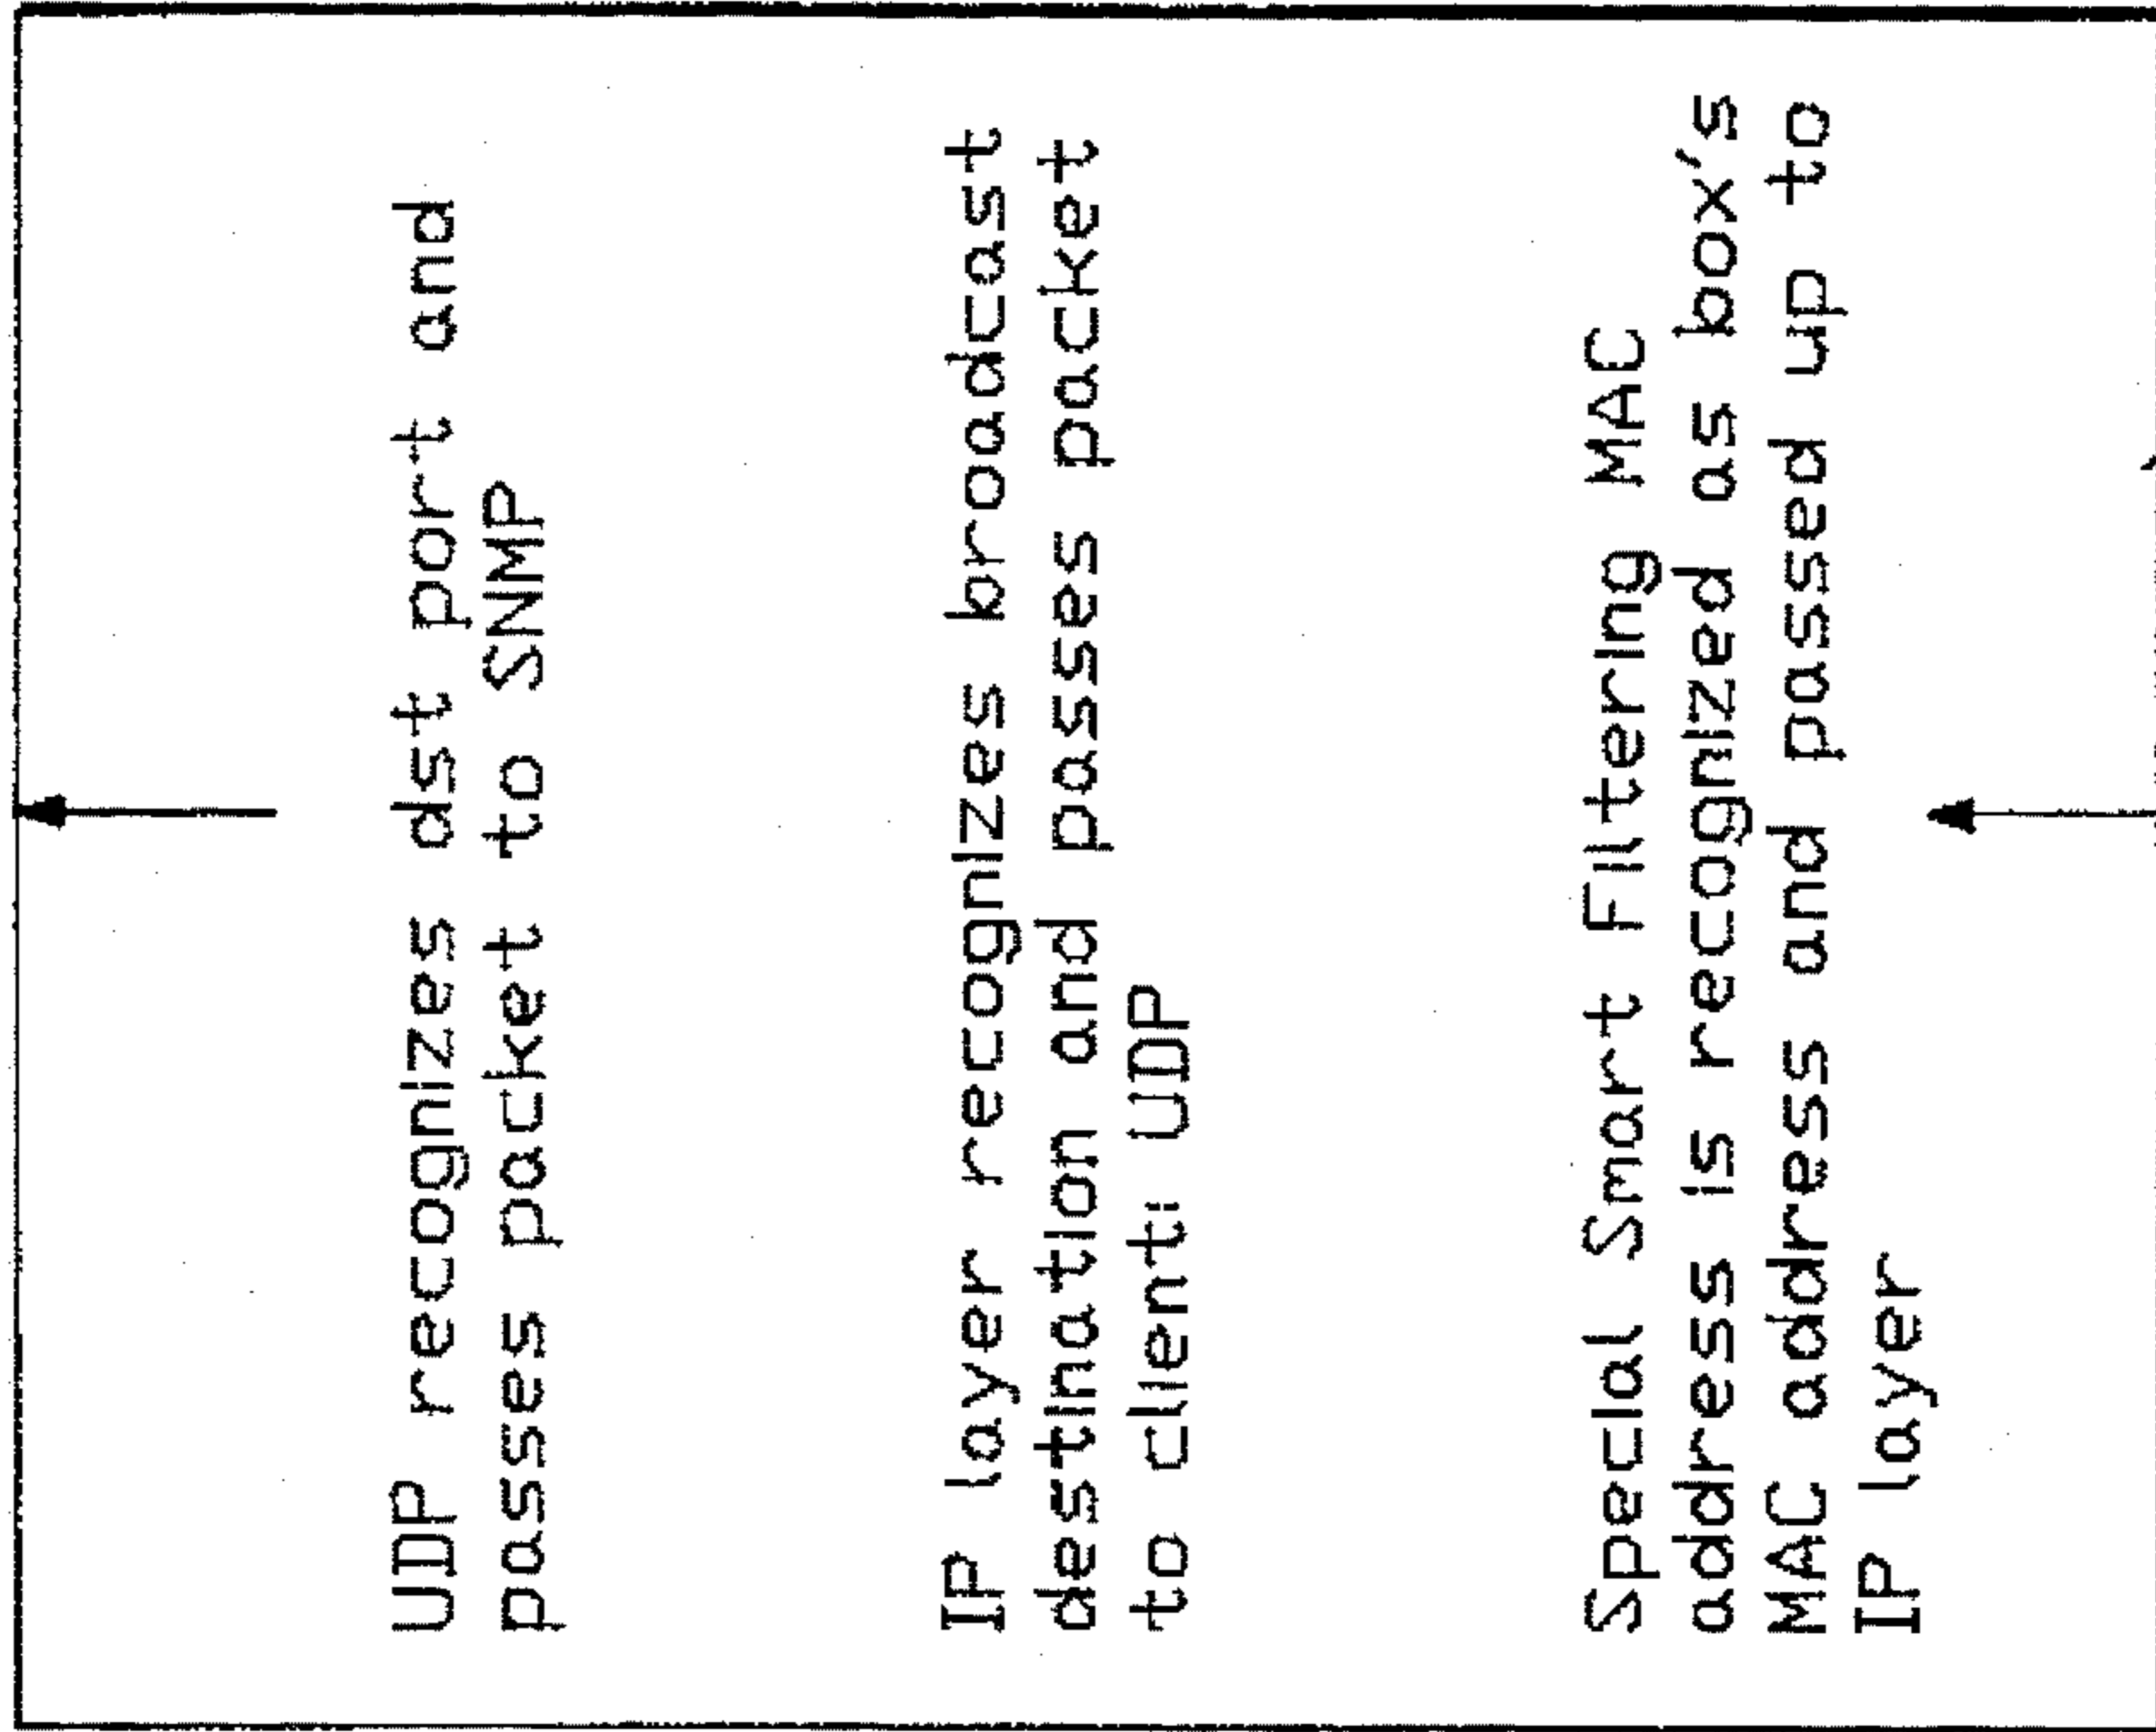 UDP recognizes dst port and
passes packet to SNMP
IP layer recognizes broadcast
destination and passes packet
to client: UDP
Special Smart Filtering MAC
address is recognized as box's
MAC address and passed up to
IP layer